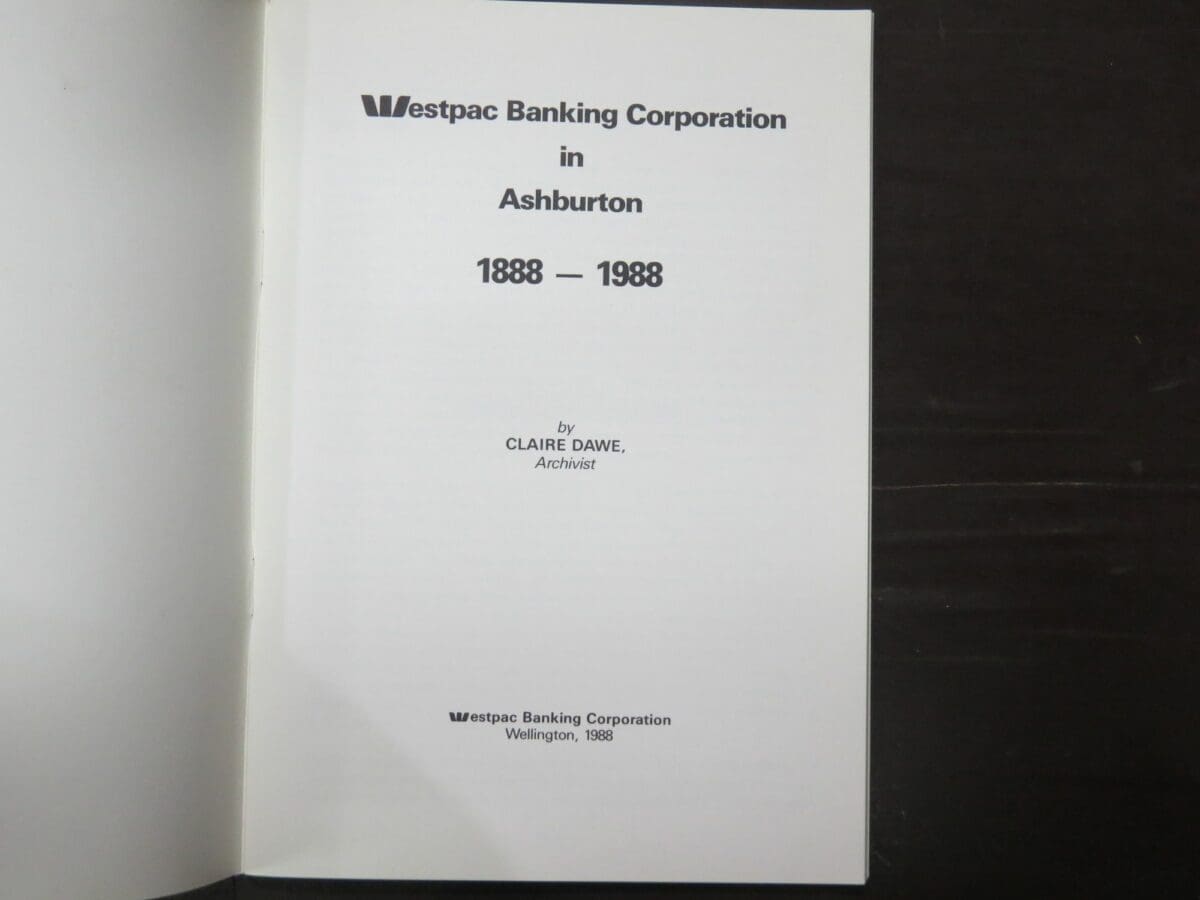 Westpac Banking Corporation
in
Ashburton
1888 — 1988
by
CLAIRE DAWE,
Archivist
Westpac Banking Corporation
Wellington, 1988